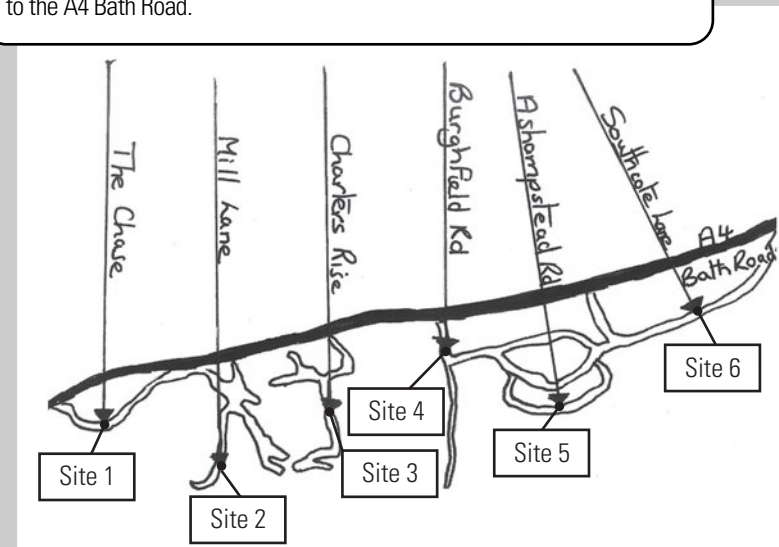 to the A4 Bath Road.
The Chase
Mill Lane
Charters Rise
Burghfield Rd
Ashampstead Rd
Southcote Lane
A4
Bath Road
Site 1
Site 2
Site 3
Site 4
Site 5
Site 6